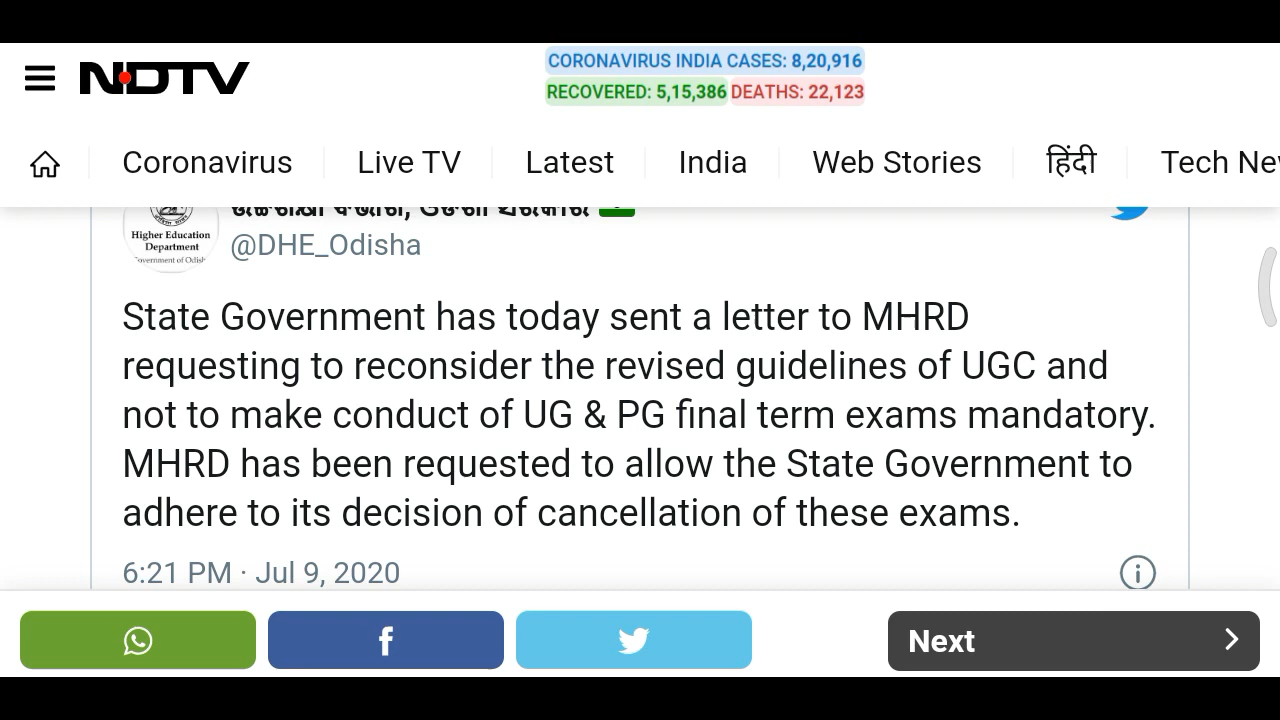 NDTV
CORONAVIRUS INDIA CASES: 8,20,916
RECOVERED: 5,15,386 DEATHS: 22,123
Coronavirus Live TV Latest India Web Stories हिंदी Tech Ne
Higher Education
Department
@DHE_Odisha
State Government has today sent a letter to MHRD
requesting to reconsider the revised guidelines of UGC and
not to make conduct of UG & PG final term exams mandatory.
MHRD has been requested to allow the State Government to
adhere to its decision of cancellation of these exams.
6:21 PM · Jul 9, 2020
Next